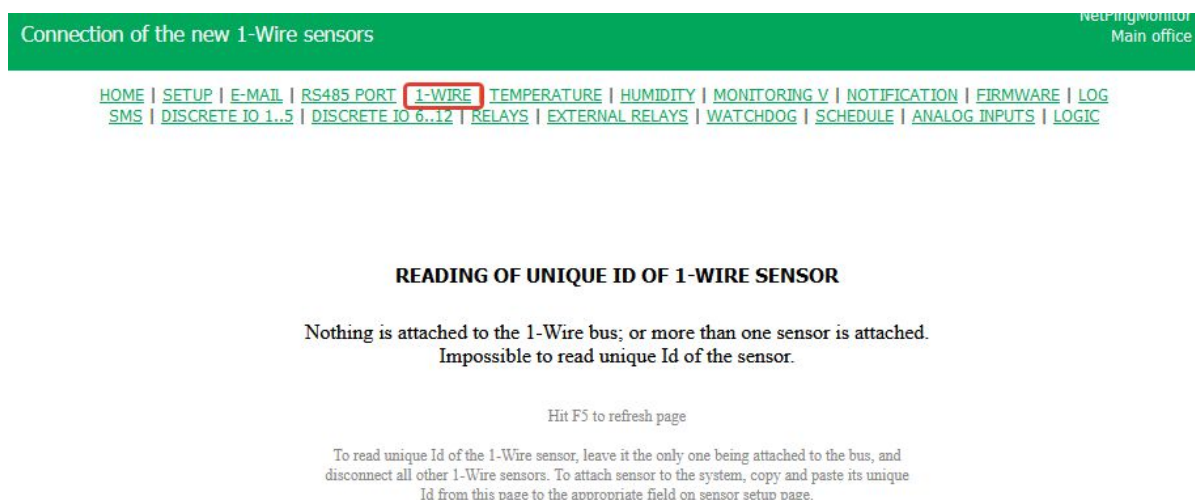 Connection of the new 1-Wire sensors
NetPingMonitor
Main office
HOME | SETUP | E-MAIL | RS485 PORT | 1-WIRE | TEMPERATURE | HUMIDITY | MONITORING V | NOTIFICATION | FIRMWARE | LOG
SMS | DISCRETE IO 1..5 | DISCRETE IO 6..12 | RELAYS | EXTERNAL RELAYS | WATCHDOG | SCHEDULE | ANALOG INPUTS | LOGIC
READING OF UNIQUE ID OF 1-WIRE SENSOR
Nothing is attached to the 1-Wire bus; or more than one sensor is attached.
Impossible to read unique Id of the sensor.
Hit F5 to refresh page
To read unique Id of the 1-Wire sensor, leave it the only one being attached to the bus, and
disconnect all other 1-Wire sensors. To attach sensor to the system, copy and paste its unique
Id from this page to the appropriate field on sensor setup page.